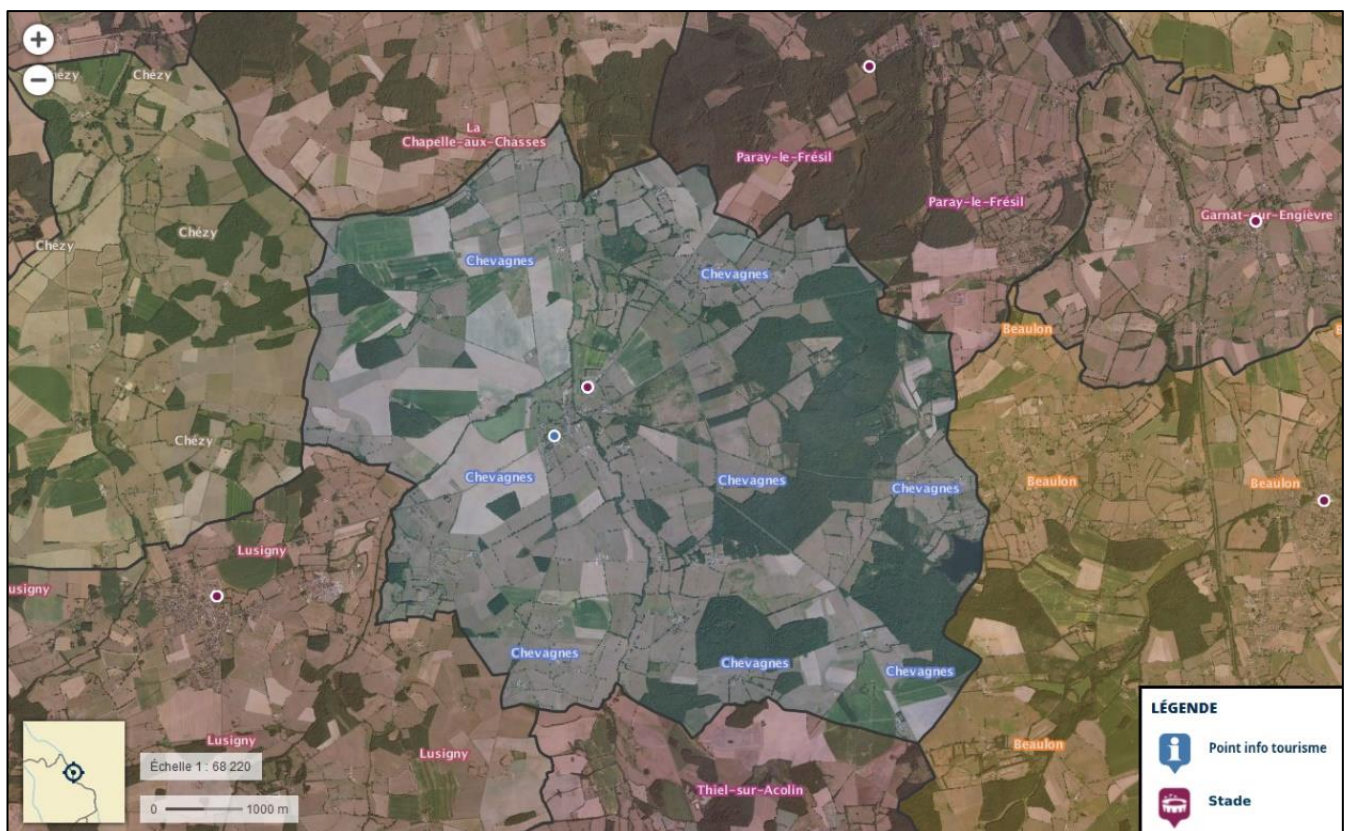 +
−
Chézy
Chézy
La
Chapelle-aux-Chasses
Paray-le-Frésil
Paray-le-Frésil
Garnat-sur-Engièvre
Chézy
Chézy
Chevagnes
Chevagnes
Beaulon
B
Chézy
Chevagnes
Chevagnes
Chevagnes
Beaulon
Beaulon
Lusigny
usigny
Chevagnes
Chevagnes
Chevagnes
Lusigny
Lusigny
Beaulon
Thiel-sur-Acolin
Échelle 1 : 68 220
0 1000 m
LÉGENDE
Point info tourisme
Stade